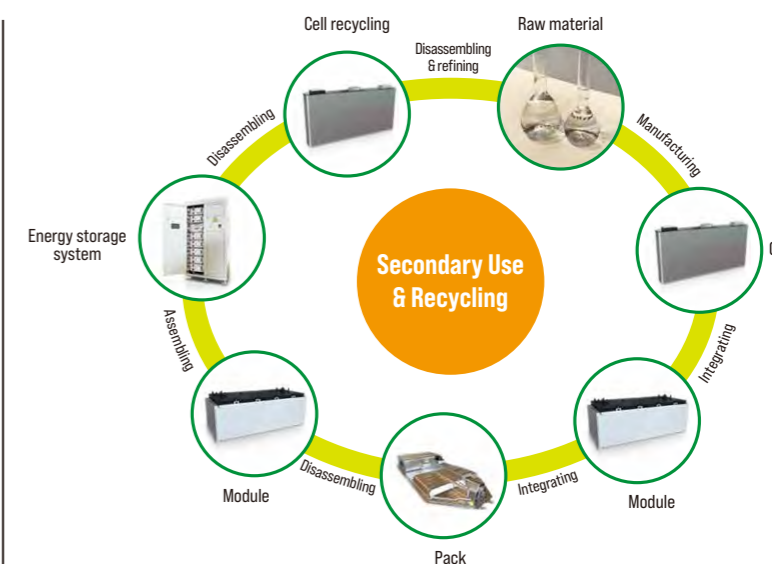 Cell recycling
Disassembling
& refining
Raw material
Manufacturing
Integrating
Module
Integrating
Pack
Disassembling
Module
Assembling
Energy storage
system
Disassembling
Secondary Use
& Recycling